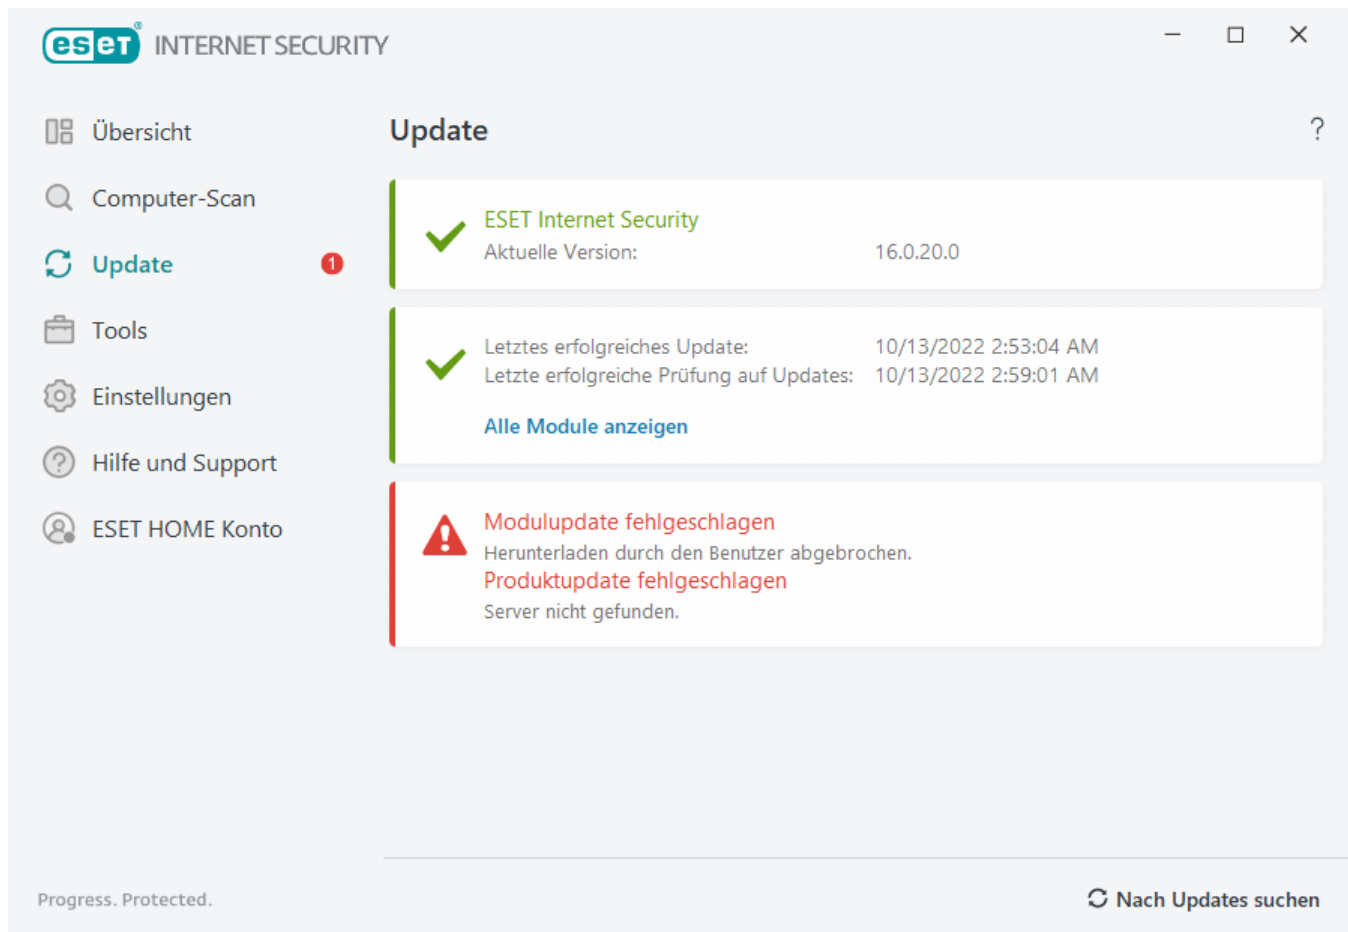 eset® INTERNET SECURITY
Übersicht
Computer-Scan
Update 1
Tools
Einstellungen
Hilfe und Support
ESET HOME Konto
Update ?
ESET Internet Security
Aktuelle Version: 16.0.20.0
Letztes erfolgreiches Update: 10/13/2022 2:53:04 AM
Letzte erfolgreiche Prüfung auf Updates: 10/13/2022 2:59:01 AM
Alle Module anzeigen
Modulupdate fehlgeschlagen
Herunterladen durch den Benutzer abgebrochen.
Produktupdate fehlgeschlagen
Server nicht gefunden.
Progress. Protected.
Nach Updates suchen